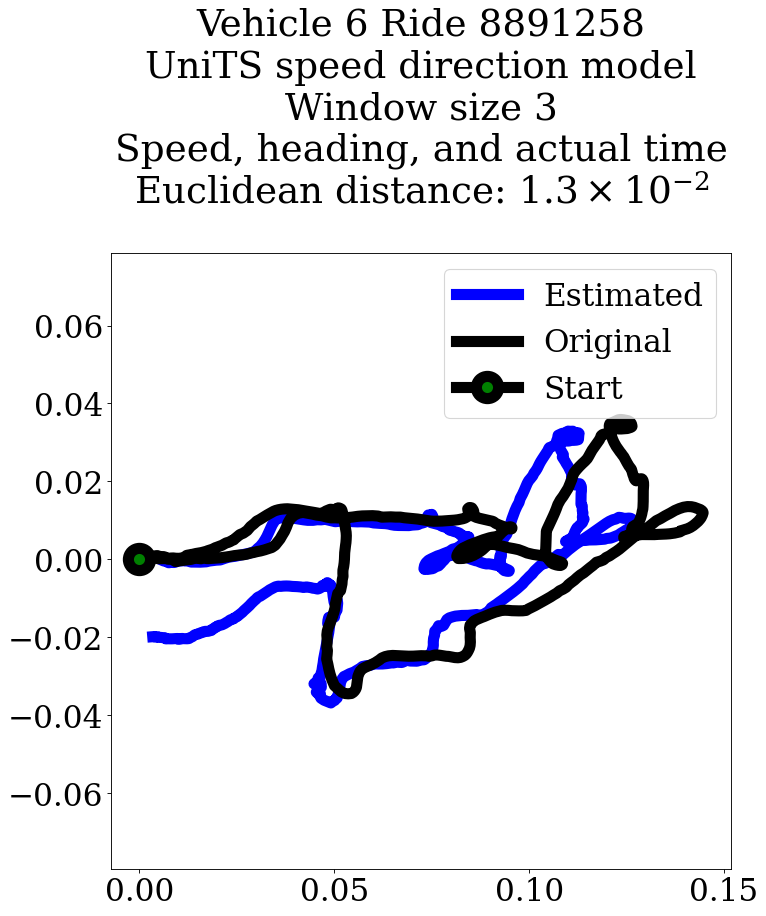 Vehicle 6 Ride 8891258
UniTS speed direction model
Window size 3
Speed, heading, and actual time
Euclidean distance: 1.3 × 10⁻²
Estimated
Original
Start
0.06
0.04
0.02
0.00
−0.02
−0.04
−0.06
0.00 0.05 0.10 0.15